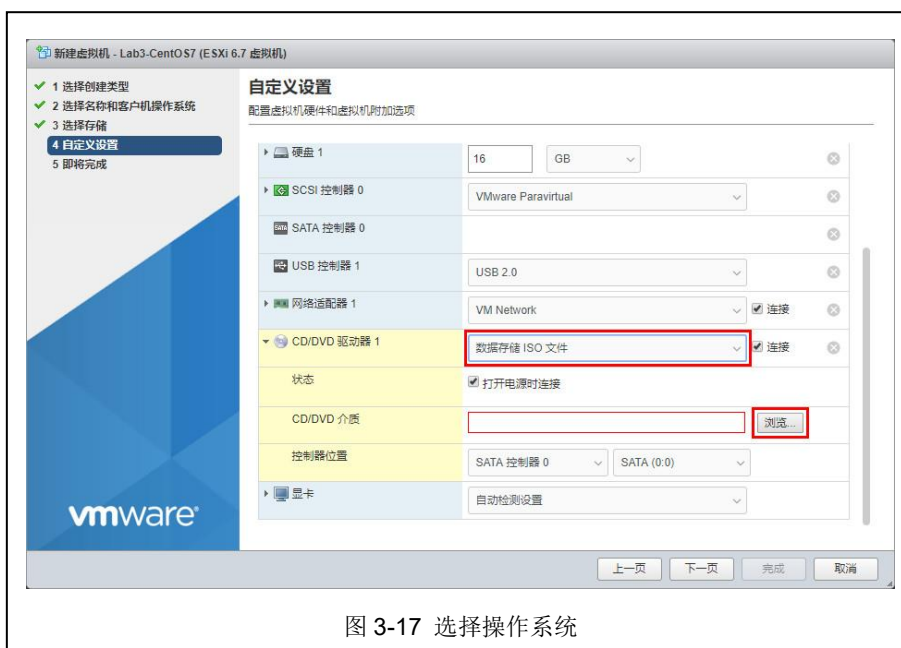 新建虚拟机 - Lab3-CentOS7 (ESXi 6.7 虚拟机)
1 选择创建类型
2 选择名称和客户机操作系统
3 选择存储
4 自定义设置
5 即将完成
自定义设置
配置虚拟机硬件和虚拟机附加选项
硬盘 1 16 GB
SCSI 控制器 0 VMware Paravirtual
SATA 控制器 0
USB 控制器 1 USB 2.0
网络适配器 1 VM Network 连接
CD/DVD 驱动器 1 数据存储 ISO 文件 连接
状态 打开电源时连接
CD/DVD 介质 浏览...
控制器位置 SATA 控制器 0 SATA (0:0)
显卡 自动检测设置
vmware
上一页 下一页 完成 取消
图 3-17 选择操作系统